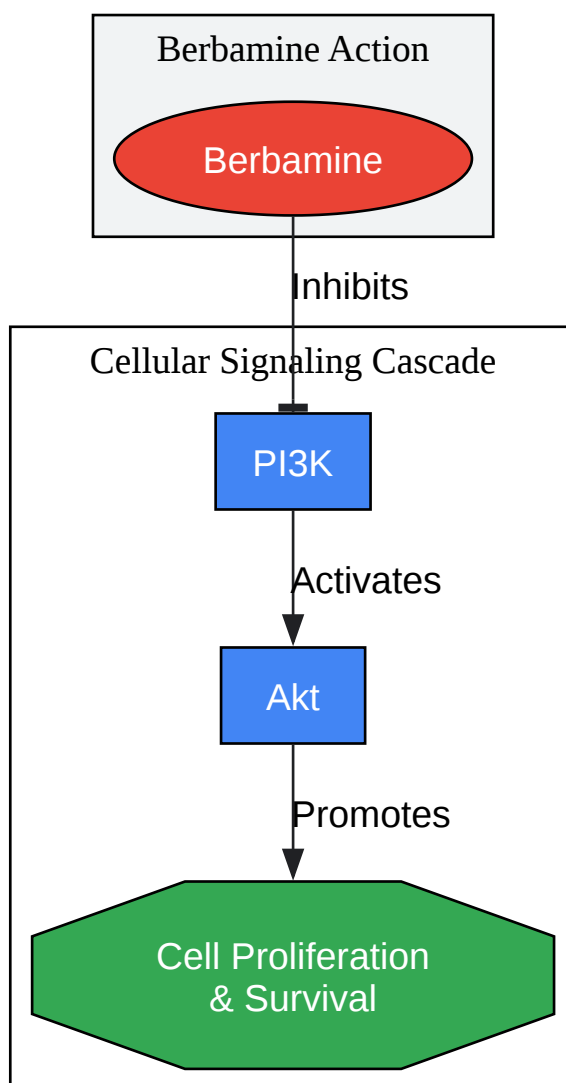 Berbamine Action
Berbamine
Inhibits
Cellular Signaling Cascade
PI3K
Activates
Akt
Promotes
Cell Proliferation
& Survival